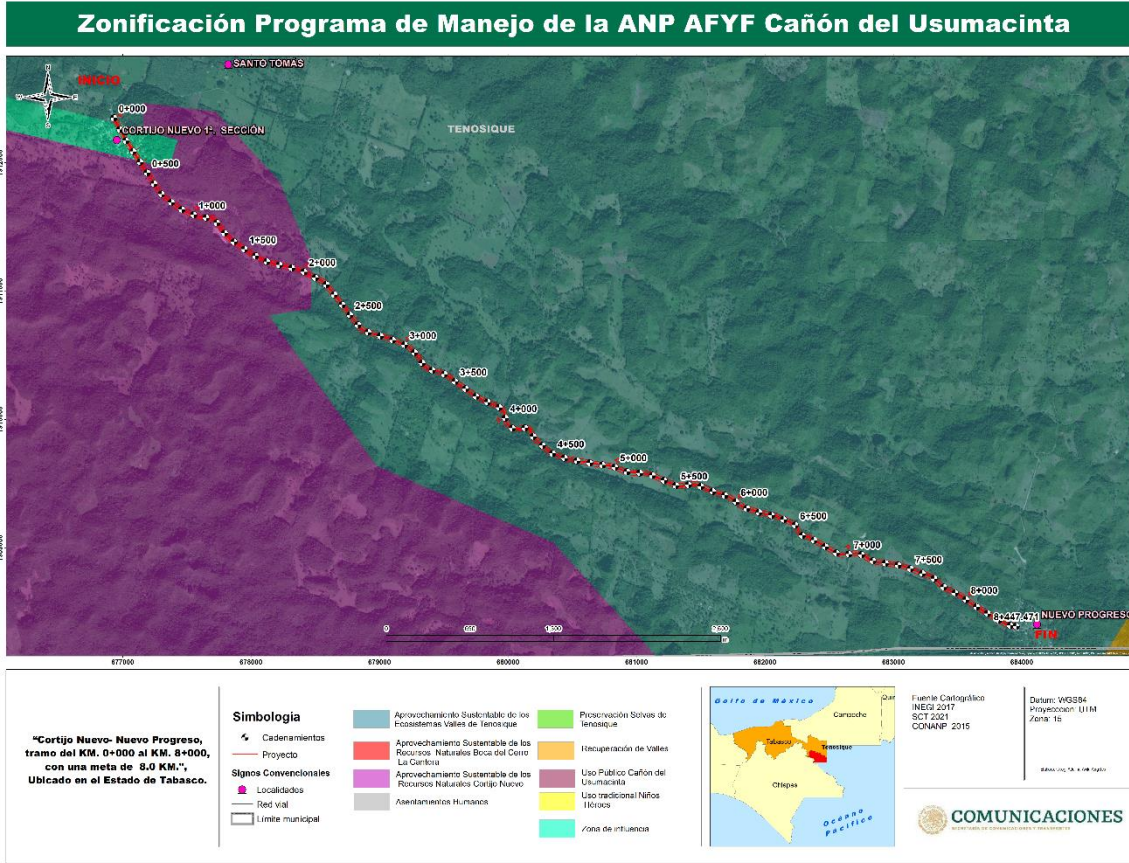 Zonificación Programa de Manejo de la ANP AFYF Cañón del Usumacinta
SANTO TOMAS
INICIO
N
0+000
CORTIJO NUEVO 1ª. SECCIÓN
TENOSIQUE
0+500
1+000
1+500
2+000
2+500
3+000
3+500
4+000
4+500
5+000
5+500
6+000
6+500
7+000
7+500
8+000
8+447.471
NUEVO PROGRESO
FIN
677000
678000
679000
680000
681000
682000
683000
684000
"Cortijo Nuevo- Nuevo Progreso,
tramo del KM. 0+000 al KM. 8+000,
con una meta de 8.0 KM.",
Ubicado en el Estado de Tabasco.
Simbología
Cadenamientos
Proyecto
Signos Convencionales
Localidades
Red vial
Límite municipal
Aprovechamiento Sustentable de los
Ecosistemas Valles de Tenosique
Aprovechamiento Sustentable de los
Recursos Naturales Boca del Cerro
La Cantera
Aprovechamiento Sustentable de los
Recursos Naturales Cortijo Nuevo
Asentamientos Humanos
Preservación Selvas de
Tenosique
Recuperación de Valles
Uso Público Cañón del
Usumacinta
Uso tradicional Niños
Héroes
Zona de influencia
Golfo de México
Campeche
Tabasco
Tenosique
Chiapas
Océano
Pacífico
Fuente Cartográfico
INEGI 2017
SCT 2021
CONANP 2015
Datum: WGS84
Proyeccion: UTM
Zona: 15
COMUNICACIONES
SECRETARÍA DE COMUNICACIONES Y TRANSPORTES